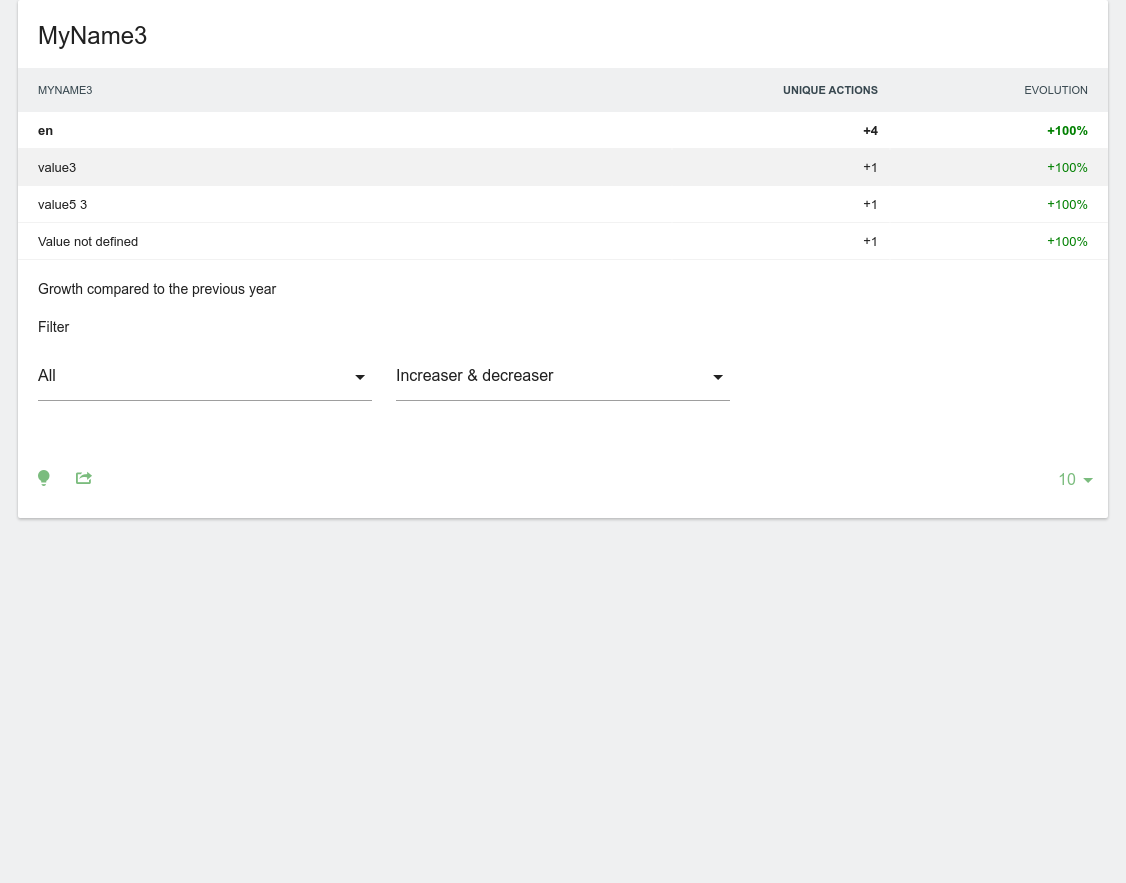 MyName3
MYNAME3 UNIQUE ACTIONS EVOLUTION
en +4 +100%
value3 +1 +100%
value5 3 +1 +100%
Value not defined +1 +100%
Growth compared to the previous year
Filter
All Increaser & decreaser
10